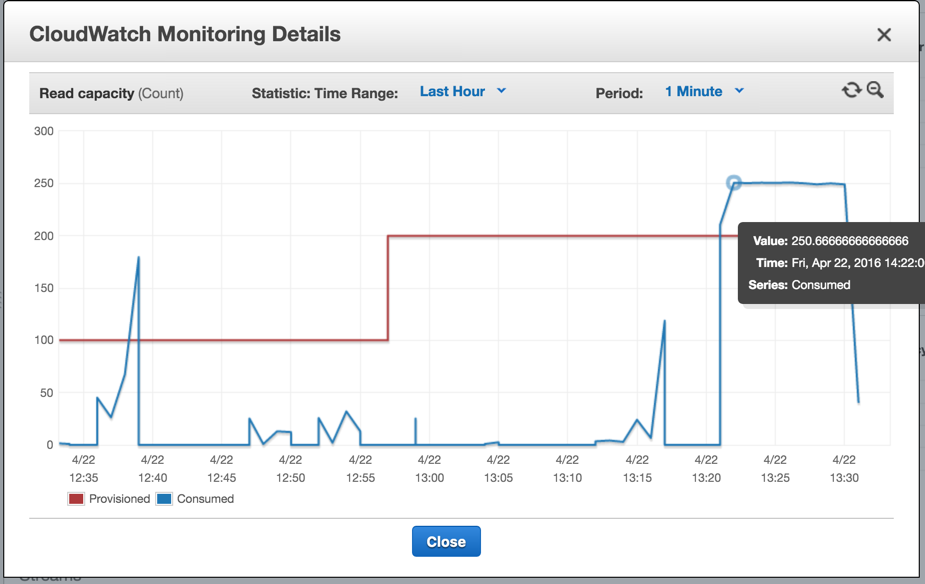 CloudWatch Monitoring Details
Read capacity (Count) Statistic: Time Range: Last Hour Period: 1 Minute
300
250
200
150
100
50
0
Value: 250.66666666666666
Time: Fri, Apr 22, 2016 14:22:0
Series: Consumed
4/22 4/22 4/22 4/22 4/22 4/22 4/22 4/22 4/22 4/22 4/22 4/22
12:35 12:40 12:45 12:50 12:55 13:00 13:05 13:10 13:15 13:20 13:25 13:30
Provisioned Consumed
Close
Streams